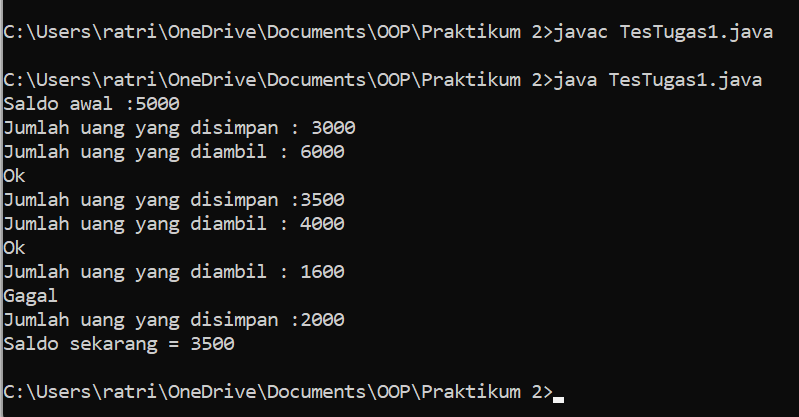 C:\Users\ratri\OneDrive\Documents\OOP\Praktikum 2>javac TesTugas1.java
C:\Users\ratri\OneDrive\Documents\OOP\Praktikum 2>java TesTugas1.java
Saldo awal :5000
Jumlah uang yang disimpan : 3000
Jumlah uang yang diambil : 6000
Ok
Jumlah uang yang disimpan :3500
Jumlah uang yang diambil : 4000
Ok
Jumlah uang yang diambil : 1600
Gagal
Jumlah uang yang disimpan :2000
Saldo sekarang = 3500
C:\Users\ratri\OneDrive\Documents\OOP\Praktikum 2>